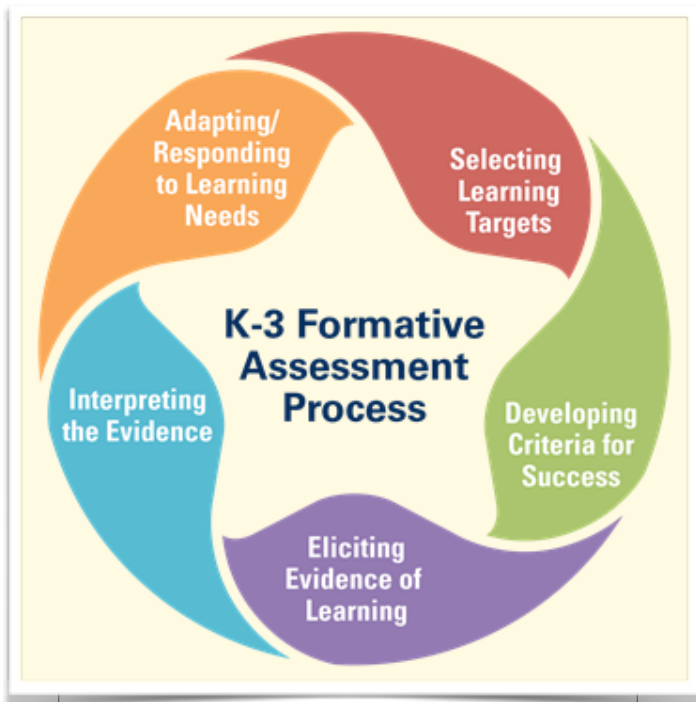 K-3 Formative
Assessment
Process
Selecting
Learning
Targets
Developing
Criteria for
Success
Eliciting
Evidence of
Learning
Interpreting
the Evidence
Adapting/
Responding
to Learning
Needs